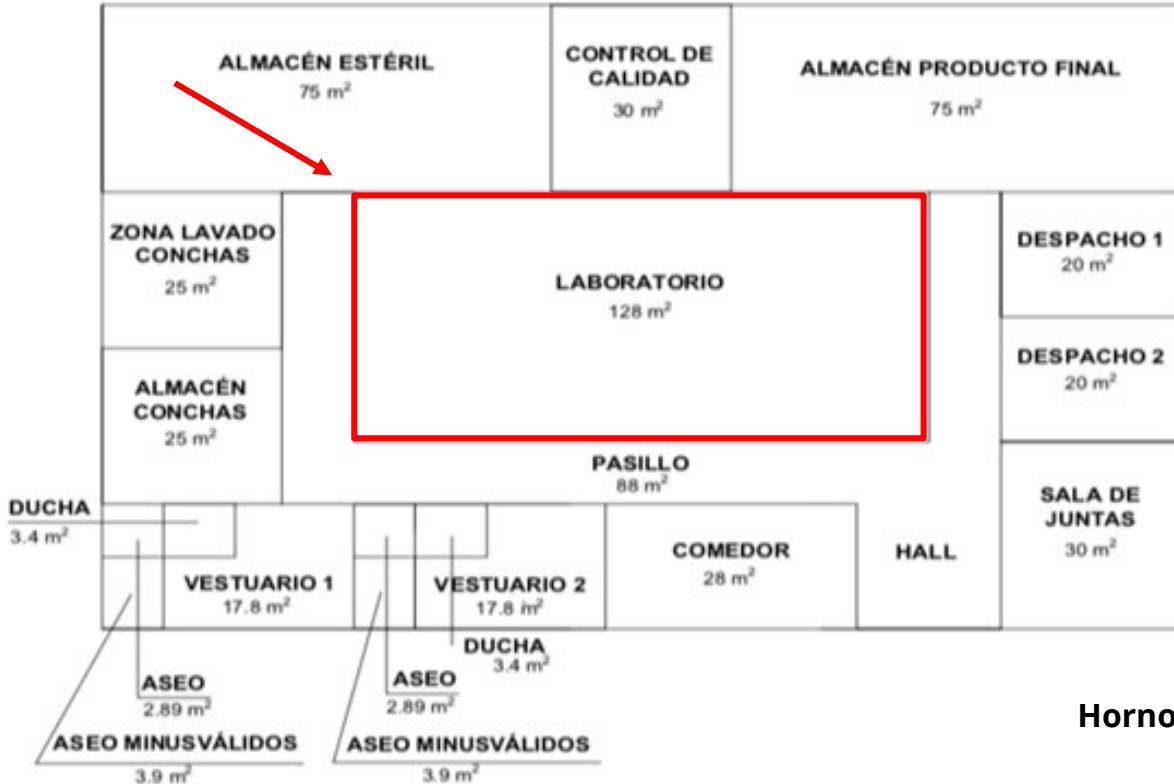 ALMACÉN ESTÉRIL
75 m²
CONTROL DE
CALIDAD
30 m²
ALMACÉN PRODUCTO FINAL
75 m²
ZONA LAVADO
CONCHAS
25 m²
LABORATORIO
128 m²
DESPACHO 1
20 m²
DESPACHO 2
20 m²
ALMACÉN
CONCHAS
25 m²
PASILLO
88 m²
SALA DE
JUNTAS
30 m²
DUCHA
3.4 m²
VESTUARIO 1
17.8 m²
VESTUARIO 2
17.8 m²
COMEDOR
28 m²
HALL
DUCHA
3.4 m²
ASEO
2.89 m²
ASEO
2.89 m²
ASEO MINUSVÁLIDOS
3.9 m²
ASEO MINUSVÁLIDOS
3.9 m²
Horno